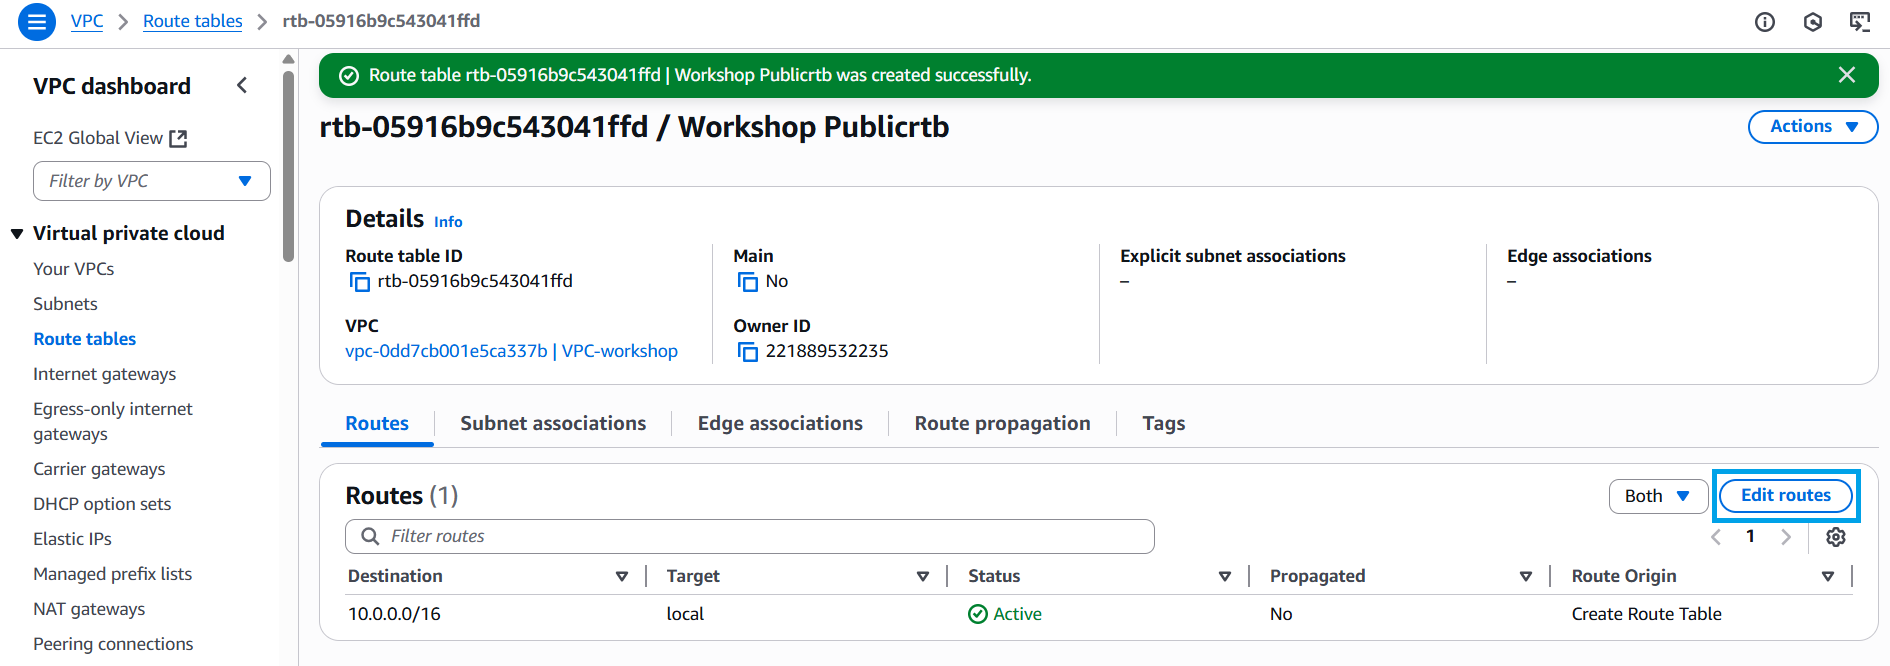 VPC > Route tables > rtb-05916b9c543041ffd
VPC dashboard
EC2 Global View
Filter by VPC
Virtual private cloud
Your VPCs
Subnets
Route tables
Internet gateways
Egress-only internet
gateways
Carrier gateways
DHCP option sets
Elastic IPs
Managed prefix lists
NAT gateways
Peering connections
Route table rtb-05916b9c543041ffd | Workshop Publicrtb was created successfully.
rtb-05916b9c543041ffd / Workshop Publicrtb
Actions
Details Info
Route table ID
rtb-05916b9c543041ffd
Main
No
Explicit subnet associations
–
Edge associations
–
VPC
vpc-0dd7cb001e5ca337b | VPC-workshop
Owner ID
221889532235
Routes Subnet associations Edge associations Route propagation Tags
Routes (1)
Both
Edit routes
Filter routes
1
Destination Target Status Propagated Route Origin
10.0.0.0/16 local Active No Create Route Table